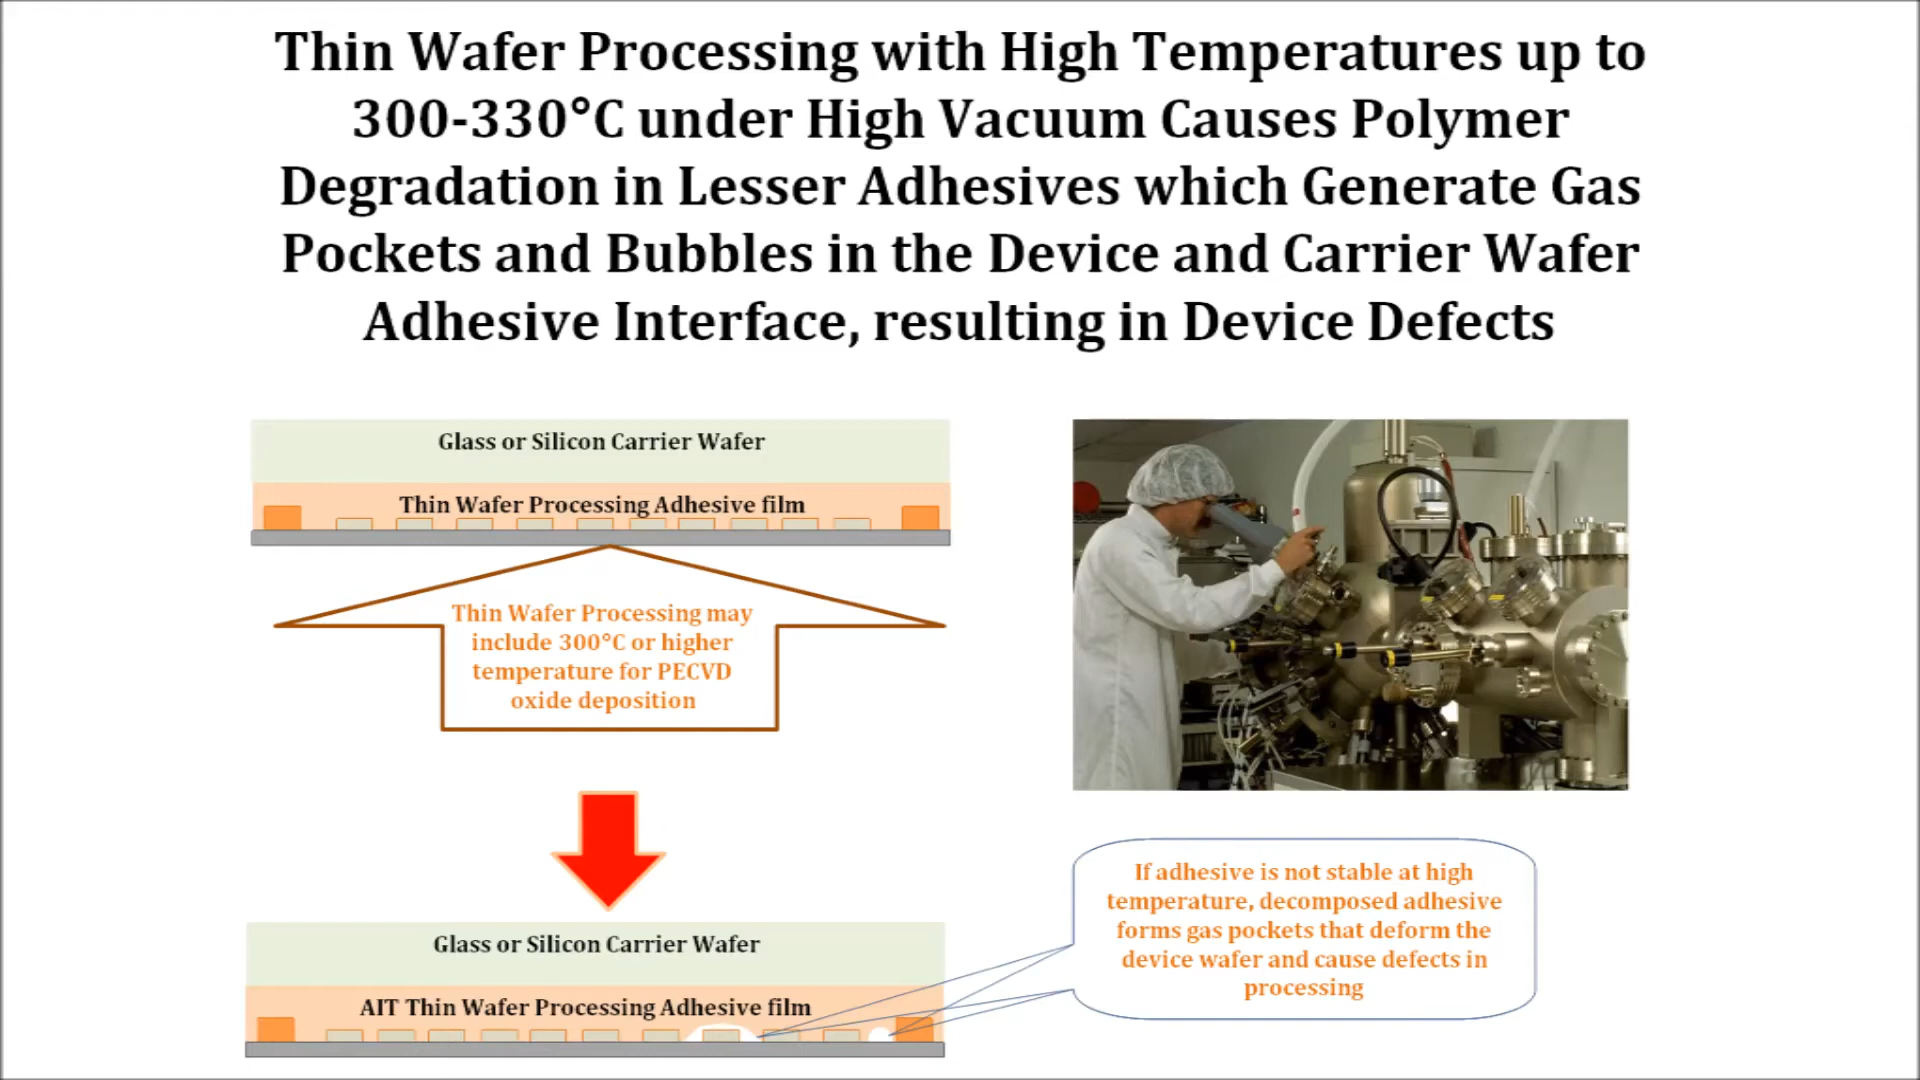 Thin Wafer Processing with High Temperatures up to
300-330°C under High Vacuum Causes Polymer
Degradation in Lesser Adhesives which Generate Gas
Pockets and Bubbles in the Device and Carrier Wafer
Adhesive Interface, resulting in Device Defects
Glass or Silicon Carrier Wafer
Thin Wafer Processing Adhesive film
Thin Wafer Processing may
include 300°C or higher
temperature for PECVD
oxide deposition
Glass or Silicon Carrier Wafer
AIT Thin Wafer Processing Adhesive film
If adhesive is not stable at high
temperature, decomposed adhesive
forms gas pockets that deform the
device wafer and cause defects in
processing